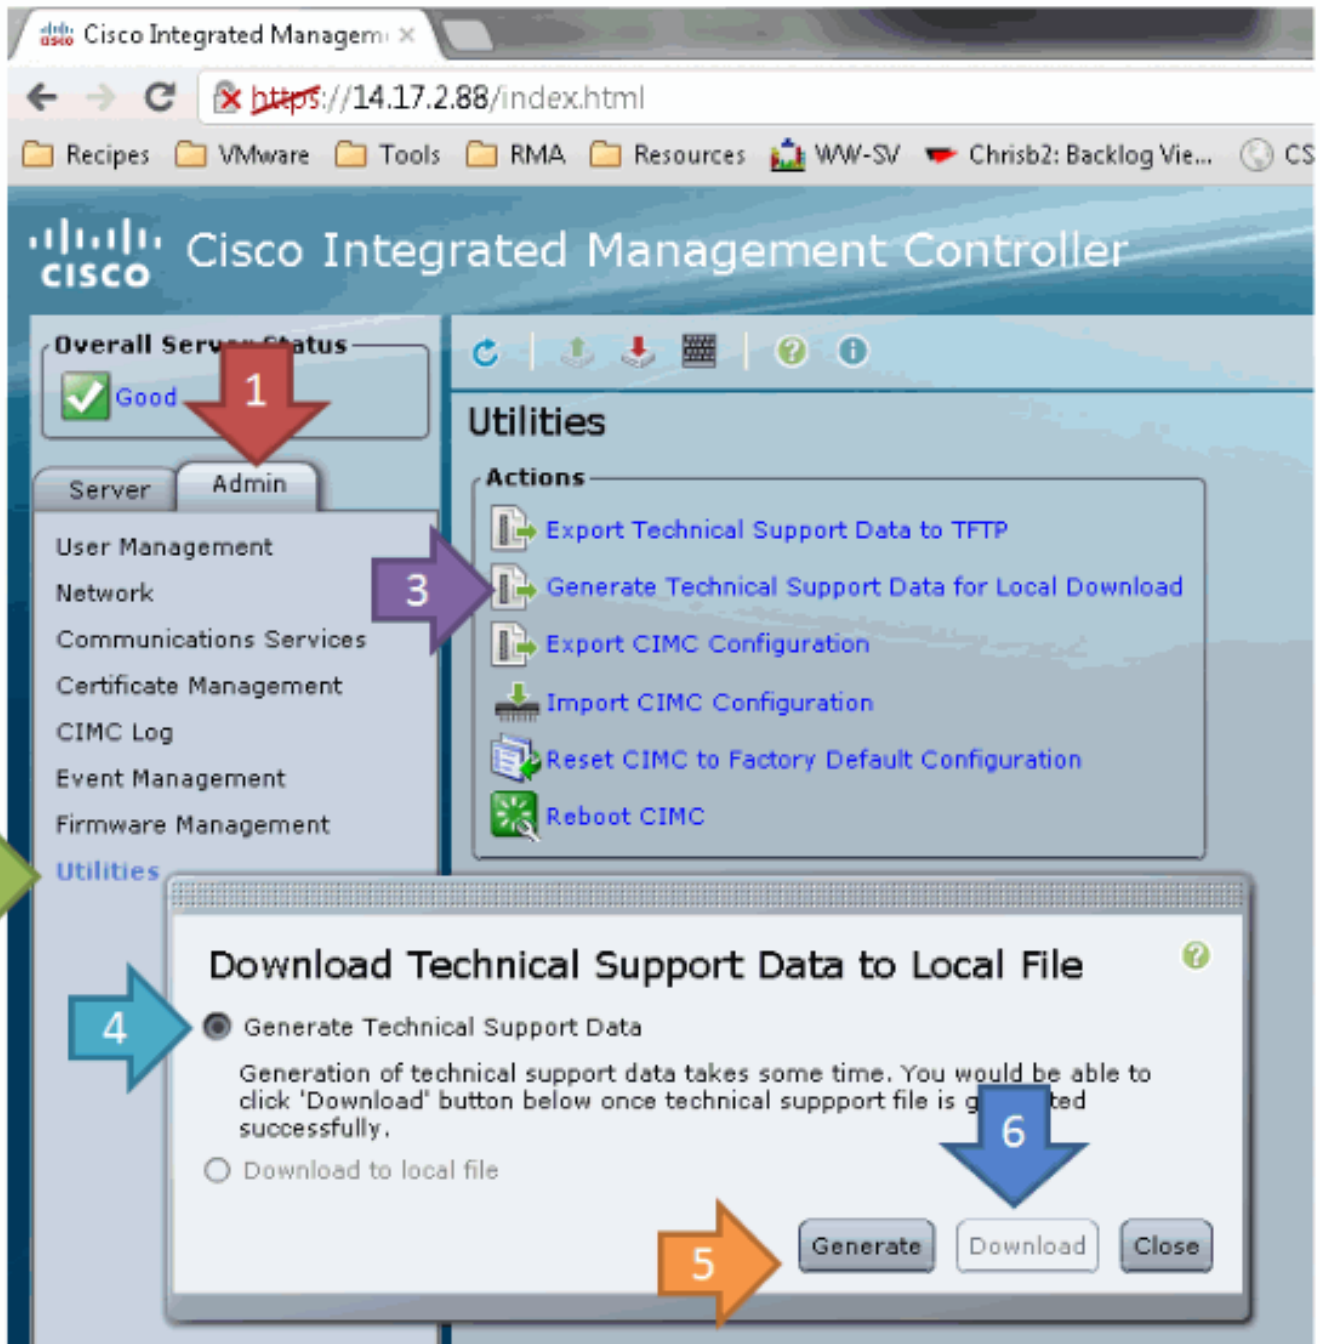 Cisco Integrated Managem
https://14.17.2.88/index.html
Recipes VMware Tools RMA Resources WW-SV Chrisb2: Backlog Vie... CS
CISCO Cisco Integrated Management Controller
Overall Server Status
Good
1
Server Admin
User Management
Network
Communications Services
Certificate Management
CIMC Log
Event Management
Firmware Management
Utilities
Utilities
Actions
Export Technical Support Data to TFTP
3
Generate Technical Support Data for Local Download
Export CIMC Configuration
Import CIMC Configuration
Reset CIMC to Factory Default Configuration
Reboot CIMC
Download Technical Support Data to Local File
4
Generate Technical Support Data
Generation of technical support data takes some time. You would be able to
click 'Download' button below once technical suppport file is
successfully.
6
Download to local file
5
Generate Download Close